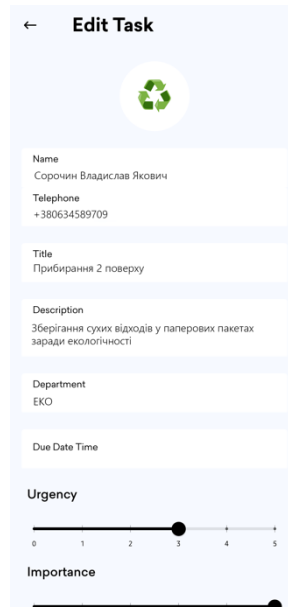 ← Edit Task
Name
Сорочин Владислав Якович
Telephone
+380634589709
Title
Прибирання 2 поверху
Description
Зберігання сухих відходів у паперових пакетах
заради екологічності
Department
ЕКО
Due Date Time
Urgency
0 1 2 3 4 5
Importance